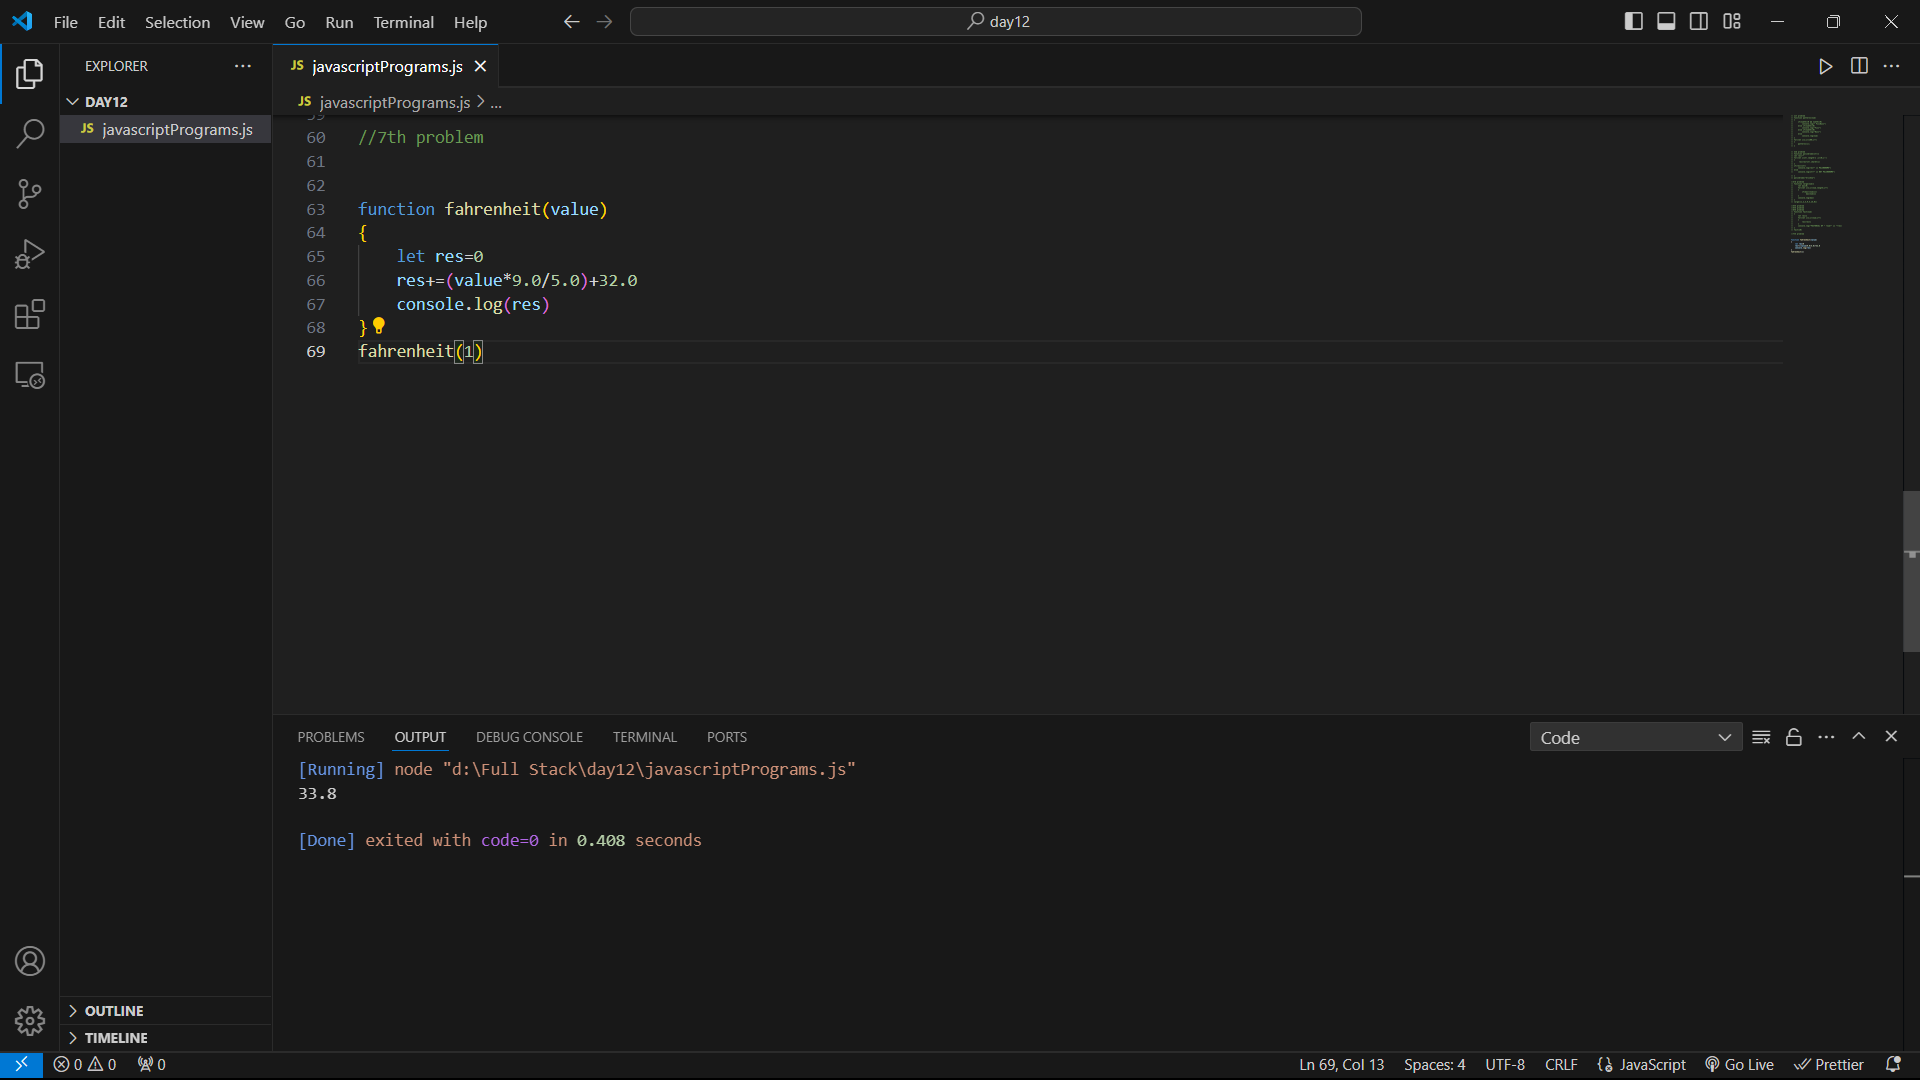 File Edit Selection View Go Run Terminal Help
day12
EXPLORER
DAY12
JS javascriptPrograms.js
JS javascriptPrograms.js
JS javascriptPrograms.js > ...
60 //7th problem
61
62
63 function fahrenheit(value)
64 {
65 let res=0
66 res+=(value*9.0/5.0)+32.0
67 console.log(res)
68 }
69 fahrenheit(1)
PROBLEMS OUTPUT DEBUG CONSOLE TERMINAL PORTS
Code
[Running] node "d:\Full Stack\day12\javascriptPrograms.js"
33.8
[Done] exited with code=0 in 0.408 seconds
OUTLINE
TIMELINE
0 0 0
Ln 69, Col 13 Spaces: 4 UTF-8 CRLF {} JavaScript Go Live Prettier